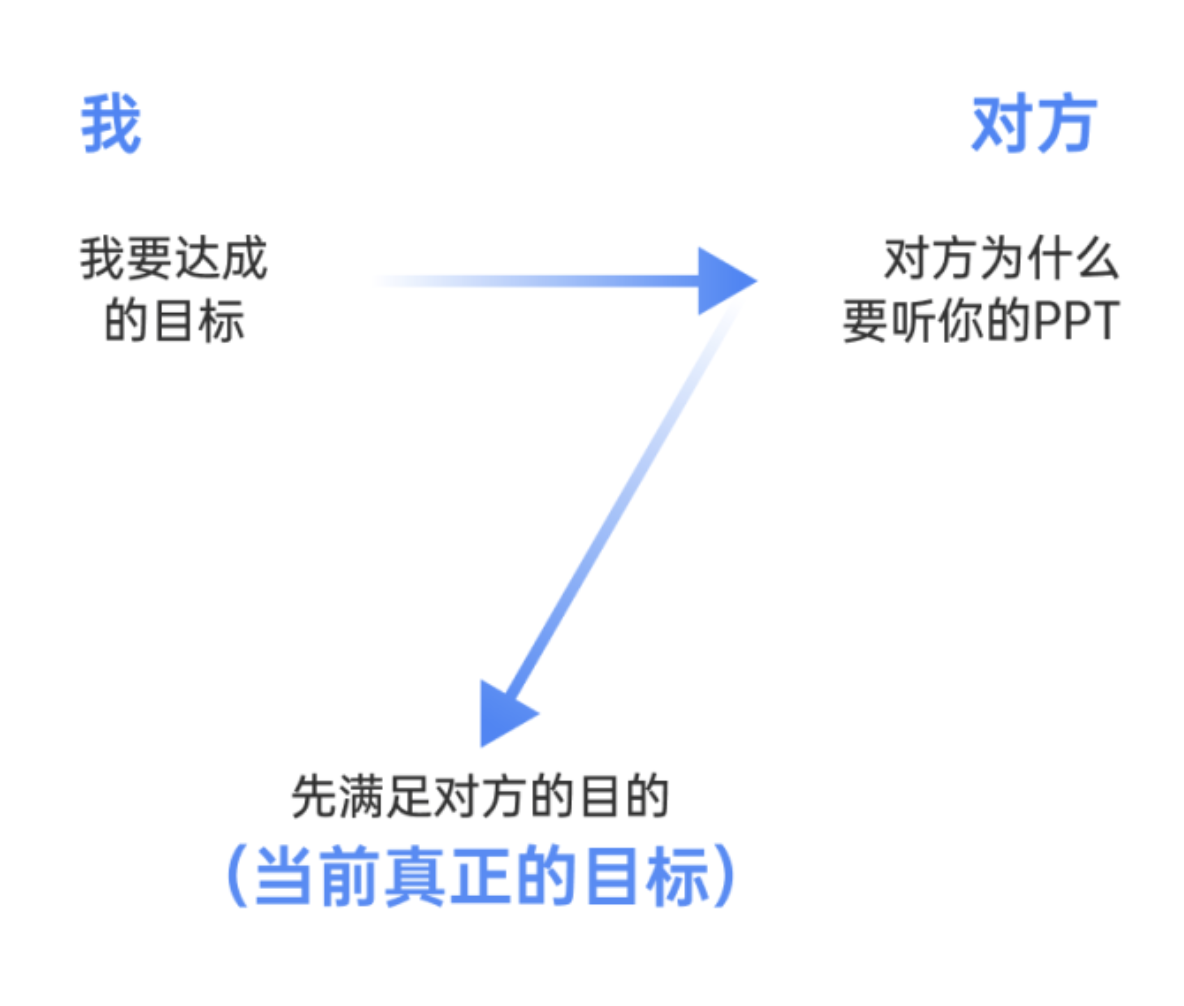 我
对方
我要达成
的目标
对方为什么
要听你的PPT
先满足对方的目的
（当前真正的目标）